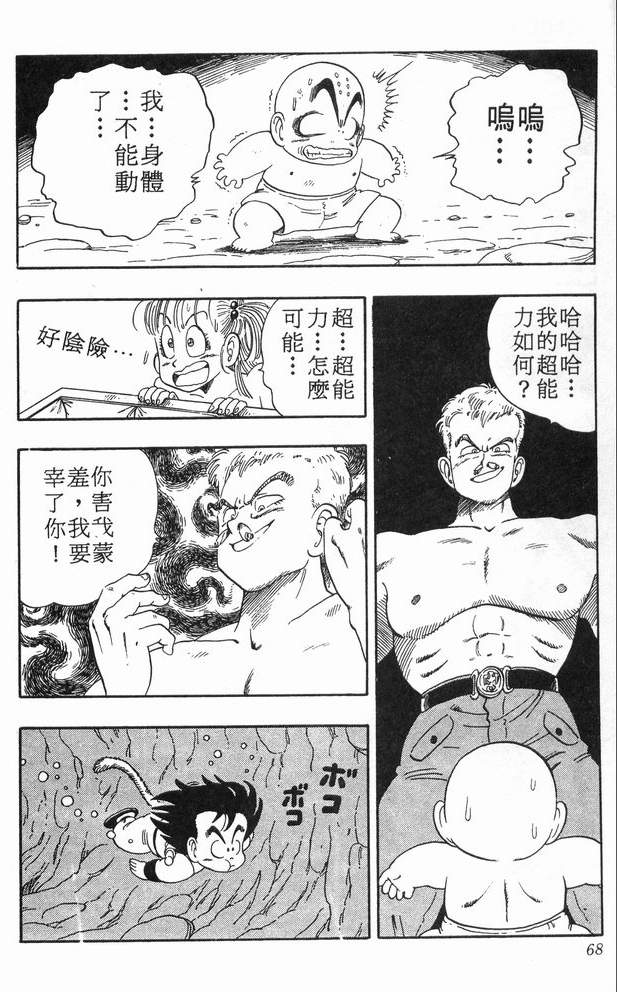 嗚…
嗚…
我…身體
…不能動
了…
哈哈哈…
我的超能
力如何？
超…超能
力…怎麼
可能…
好陰險…
你害我蒙
羞，我要
宰了你！
ボコ
ボコ
68